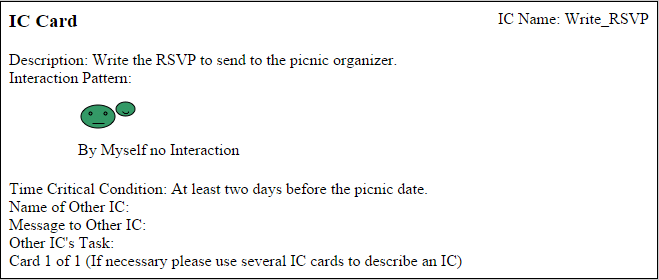 IC Card
IC Name: Write_RSVP
Description: Write the RSVP to send to the picnic organizer.
Interaction Pattern:
By Myself no Interaction
Time Critical Condition: At least two days before the picnic date.
Name of Other IC:
Message to Other IC:
Other IC's Task:
Card 1 of 1 (If necessary please use several IC cards to describe an IC)